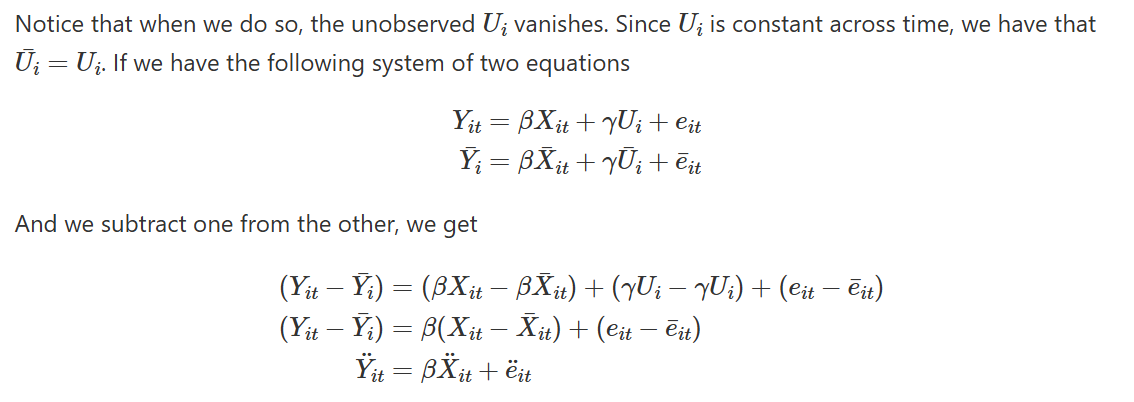 Notice that when we do so, the unobserved Uᵢ vanishes. Since Uᵢ is constant across time, we have that
Ūᵢ = Uᵢ. If we have the following system of two equations
Yᵢₜ = βXᵢₜ + γUᵢ + eᵢₜ
Ȳᵢ = βX̄ᵢₜ + γŪᵢ + ēᵢₜ
And we subtract one from the other, we get
(Yᵢₜ − Ȳᵢ) = (βXᵢₜ − βX̄ᵢₜ) + (γUᵢ − γUᵢ) + (eᵢₜ − ēᵢₜ)
(Yᵢₜ − Ȳᵢ) = β(Xᵢₜ − X̄ᵢₜ) + (eᵢₜ − ēᵢₜ)
Ÿᵢₜ = βẌᵢₜ + ëᵢₜ